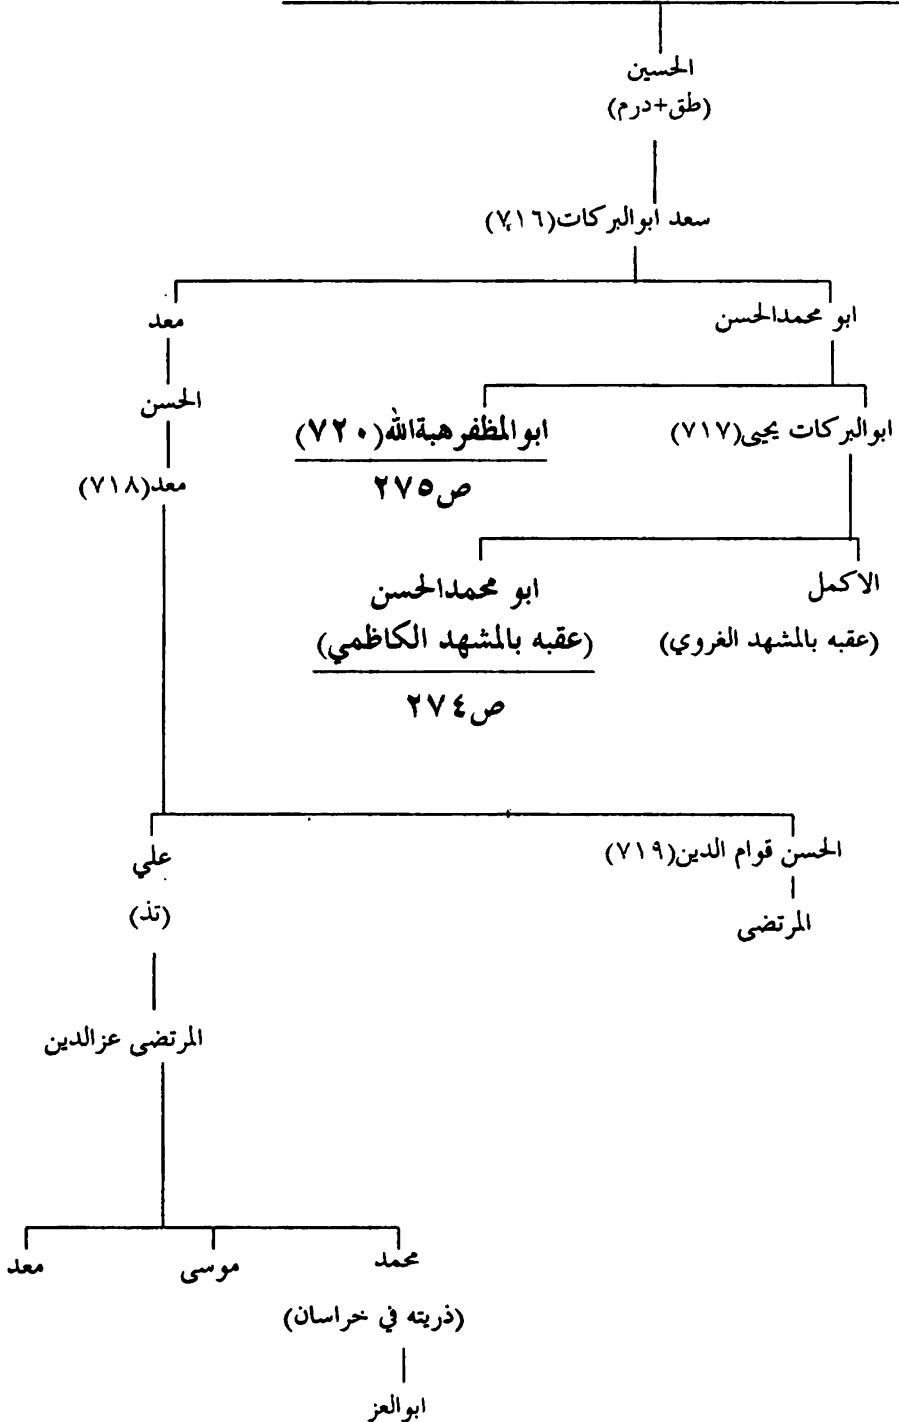 الحسين
(طق+درم)
سعد ابوالبركات(٧١٦)
ابو محمدالحسن
معد
الحسن
ابوالبركات يحيى(٧١٧)
ابوالمظفرهبةالله(٧٢٠)
ص٢٧٥
معد(٧١٨)
الاكمل
(عقبه بالمشهد الغروي)
ابو محمدالحسن
(عقبه بالمشهد الكاظمي)
ص٢٧٤
الحسن قوام الدين(٧١٩)
المرتضى
علي
(تذ)
المرتضى عزالدين
محمد
موسى
معد
(ذريته في خراسان)
ابوالعز